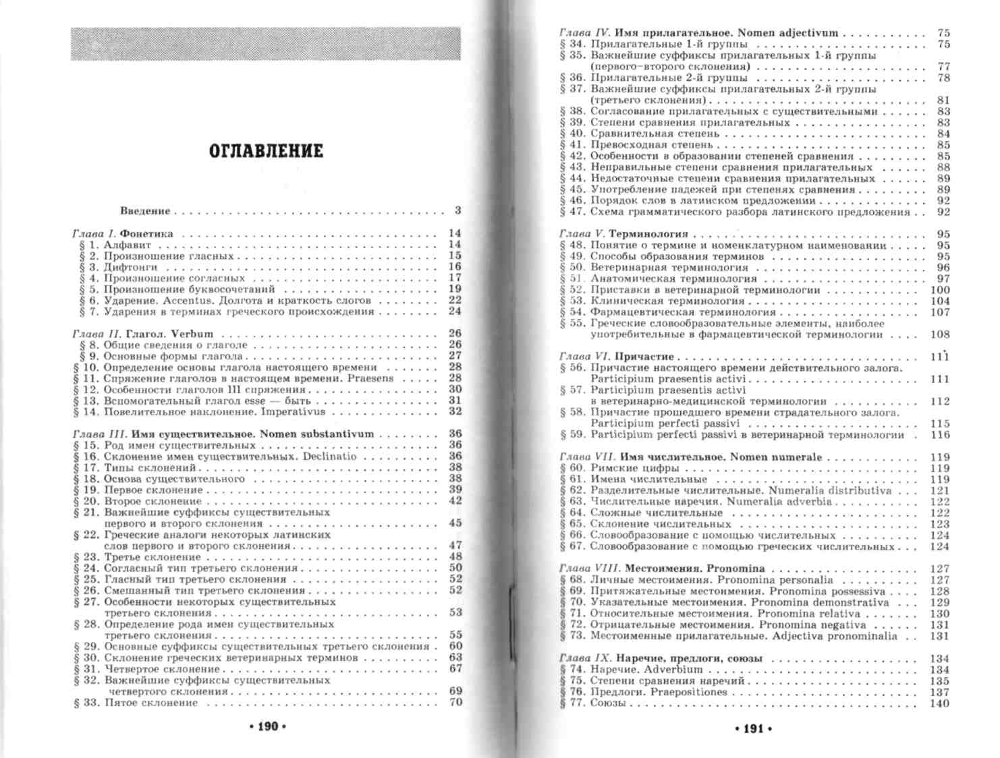 ОГЛАВЛЕНИЕ
Введение . . . . . . . . . . 3
Глава I. Фонетика . . . . . . . . . . 14
§ 1. Алфавит . . . . . . . . . . 14
§ 2. Произношение гласных . . . . . . . . . . 15
§ 3. Дифтонги . . . . . . . . . . 16
§ 4. Произношение согласных . . . . . . . . . . 17
§ 5. Произношение буквосочетаний . . . . . . . . . . 19
§ 6. Ударение. Accentus. Долгота и краткость слогов . . . . . . . . 22
§ 7. Ударения в терминах греческого происхождения . . . . . . . . 24
Глава II. Глагол. Verbum . . . . . . . . . . 26
§ 8. Общие сведения о глаголе . . . . . . . . . . 26
§ 9. Основные формы глагола . . . . . . . . . . 27
§ 10. Определение основы глагола настоящего времени . . . . . . . 28
§ 11. Спряжение глаголов в настоящем времени. Praesens . . . . . 28
§ 12. Особенности глаголов III спряжения . . . . . . . . . . 30
§ 13. Вспомогательный глагол esse — быть . . . . . . . . . . 31
§ 14. Повелительное наклонение. Imperativus . . . . . . . . . . 32
Глава III. Имя существительное. Nomen substantivum . . . . . . . . 36
§ 15. Род имен существительных . . . . . . . . . . 36
§ 16. Склонение имен существительных. Declinatio . . . . . . . . . . 36
§ 17. Типы склонений . . . . . . . . . . 38
§ 18. Основа существительного . . . . . . . . . . 38
§ 19. Первое склонение . . . . . . . . . . 39
§ 20. Второе склонение . . . . . . . . . . 42
§ 21. Важнейшие суффиксы существительных
первого и второго склонения . . . . . . . . . . 45
§ 22. Греческие аналоги некоторых латинских
слов первого и второго склонения . . . . . . . . . . 47
§ 23. Третье склонение . . . . . . . . . . 48
§ 24. Согласный тип третьего склонения . . . . . . . . . . 50
§ 25. Гласный тип третьего склонения . . . . . . . . . . 52
§ 26. Смешанный тип третьего склонения . . . . . . . . . . 52
§ 27. Особенности некоторых существительных
третьего склонения . . . . . . . . . . 53
§ 28. Определение рода имен существительных
третьего склонения . . . . . . . . . . 55
§ 29. Основные суффиксы существительных третьего склонения . 60
§ 30. Склонение греческих ветеринарных терминов . . . . . . . . . . 63
§ 31. Четвертое склонение . . . . . . . . . . 67
§ 32. Важнейшие суффиксы существительных
четвертого склонения . . . . . . . . . . 69
§ 33. Пятое склонение . . . . . . . . . . 70
• 190 •
Глава IV. Имя прилагательное. Nomen adjectivum . . . . . . . . . . . 75
§ 34. Прилагательные 1-й группы . . . . . . . . . . 75
§ 35. Важнейшие суффиксы прилагательных 1-й группы
(первого–второго склонения) . . . . . . . . . . 77
§ 36. Прилагательные 2-й группы . . . . . . . . . . 78
§ 37. Важнейшие суффиксы прилагательных 2-й группы
(третьего склонения) . . . . . . . . . . 81
§ 38. Согласование прилагательных с существительными . . . . . . 83
§ 39. Степени сравнения прилагательных . . . . . . . . . . 83
§ 40. Сравнительная степень . . . . . . . . . . 84
§ 41. Превосходная степень . . . . . . . . . . 85
§ 42. Особенности в образовании степеней сравнения . . . . . . . . . 85
§ 43. Неправильные степени сравнения прилагательных . . . . . . 88
§ 44. Недостаточные степени сравнения прилагательных . . . . . . 89
§ 45. Употребление падежей при степенях сравнения . . . . . . . . . 89
§ 46. Порядок слов в латинском предложении . . . . . . . . . . 92
§ 47. Схема грамматического разбора латинского предложения . . 92
Глава V. Терминология . . . . . . . . . . 95
§ 48. Понятие о термине и номенклатурном наименовании . . . . . 95
§ 49. Способы образования терминов . . . . . . . . . . 95
§ 50. Ветеринарная терминология . . . . . . . . . . 96
§ 51. Анатомическая терминология . . . . . . . . . . 97
§ 52. Приставки в ветеринарной терминологии . . . . . . . . . . 100
§ 53. Клиническая терминология . . . . . . . . . . 104
§ 54. Фармацевтическая терминология . . . . . . . . . . 107
§ 55. Греческие словообразовательные элементы, наиболее
употребительные в фармацевтической терминологии . . . . 108
Глава VI. Причастие . . . . . . . . . . 111
§ 56. Причастие настоящего времени действительного залога.
Participium praesentis activi . . . . . . . . . . 111
§ 57. Participium praesentis activi
в ветеринарно-медицинской терминологии . . . . . . . . . . 112
§ 58. Причастие прошедшего времени страдательного залога.
Participium perfecti passivi . . . . . . . . . . 115
§ 59. Participium perfecti passivi в ветеринарной терминологии . 116
Глава VII. Имя числительное. Nomen numerale . . . . . . . . . . 119
§ 60. Римские цифры . . . . . . . . . . 119
§ 61. Имена числительные . . . . . . . . . . 119
§ 62. Разделительные числительные. Numeralia distributiva . . . 121
§ 63. Числительные наречия. Numeralia adverbia . . . . . . . . . . 122
§ 64. Сложные числительные . . . . . . . . . . 122
§ 65. Склонение числительных . . . . . . . . . . 123
§ 66. Словообразование с помощью числительных . . . . . . . . . . 124
§ 67. Словообразование с помощью греческих числительных . . . 124
Глава VIII. Местоимения. Pronomina . . . . . . . . . . 127
§ 68. Личные местоимения. Pronomina personalia . . . . . . . . . . 127
§ 69. Притяжательные местоимения. Pronomina possessiva . . . . 128
§ 70. Указательные местоимения. Pronomina demonstrativa . . . 129
§ 71. Относительные местоимения. Pronomina relativa . . . . . . . 130
§ 72. Отрицательные местоимения. Pronomina negativa . . . . . . 131
§ 73. Местоименные прилагательные. Adjectiva pronominalia . . 131
Глава IX. Наречие, предлоги, союзы . . . . . . . . . . 134
§ 74. Наречие. Adverbium . . . . . . . . . . 134
§ 75. Степени сравнения наречий . . . . . . . . . . 135
§ 76. Предлоги. Praepositiones . . . . . . . . . . 137
§ 77. Союзы . . . . . . . . . . 140
• 191 •